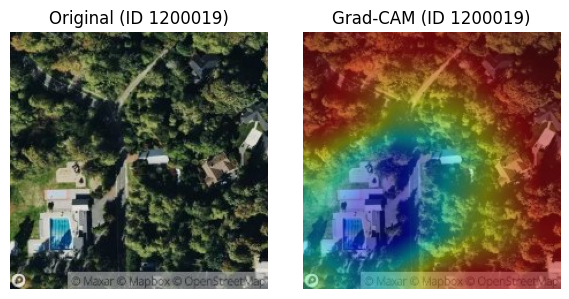 Original (ID 1200019)
Grad-CAM (ID 1200019)
© Maxar © Mapbox © OpenStreetMap
© Maxar © Mapbox © OpenStreetMap